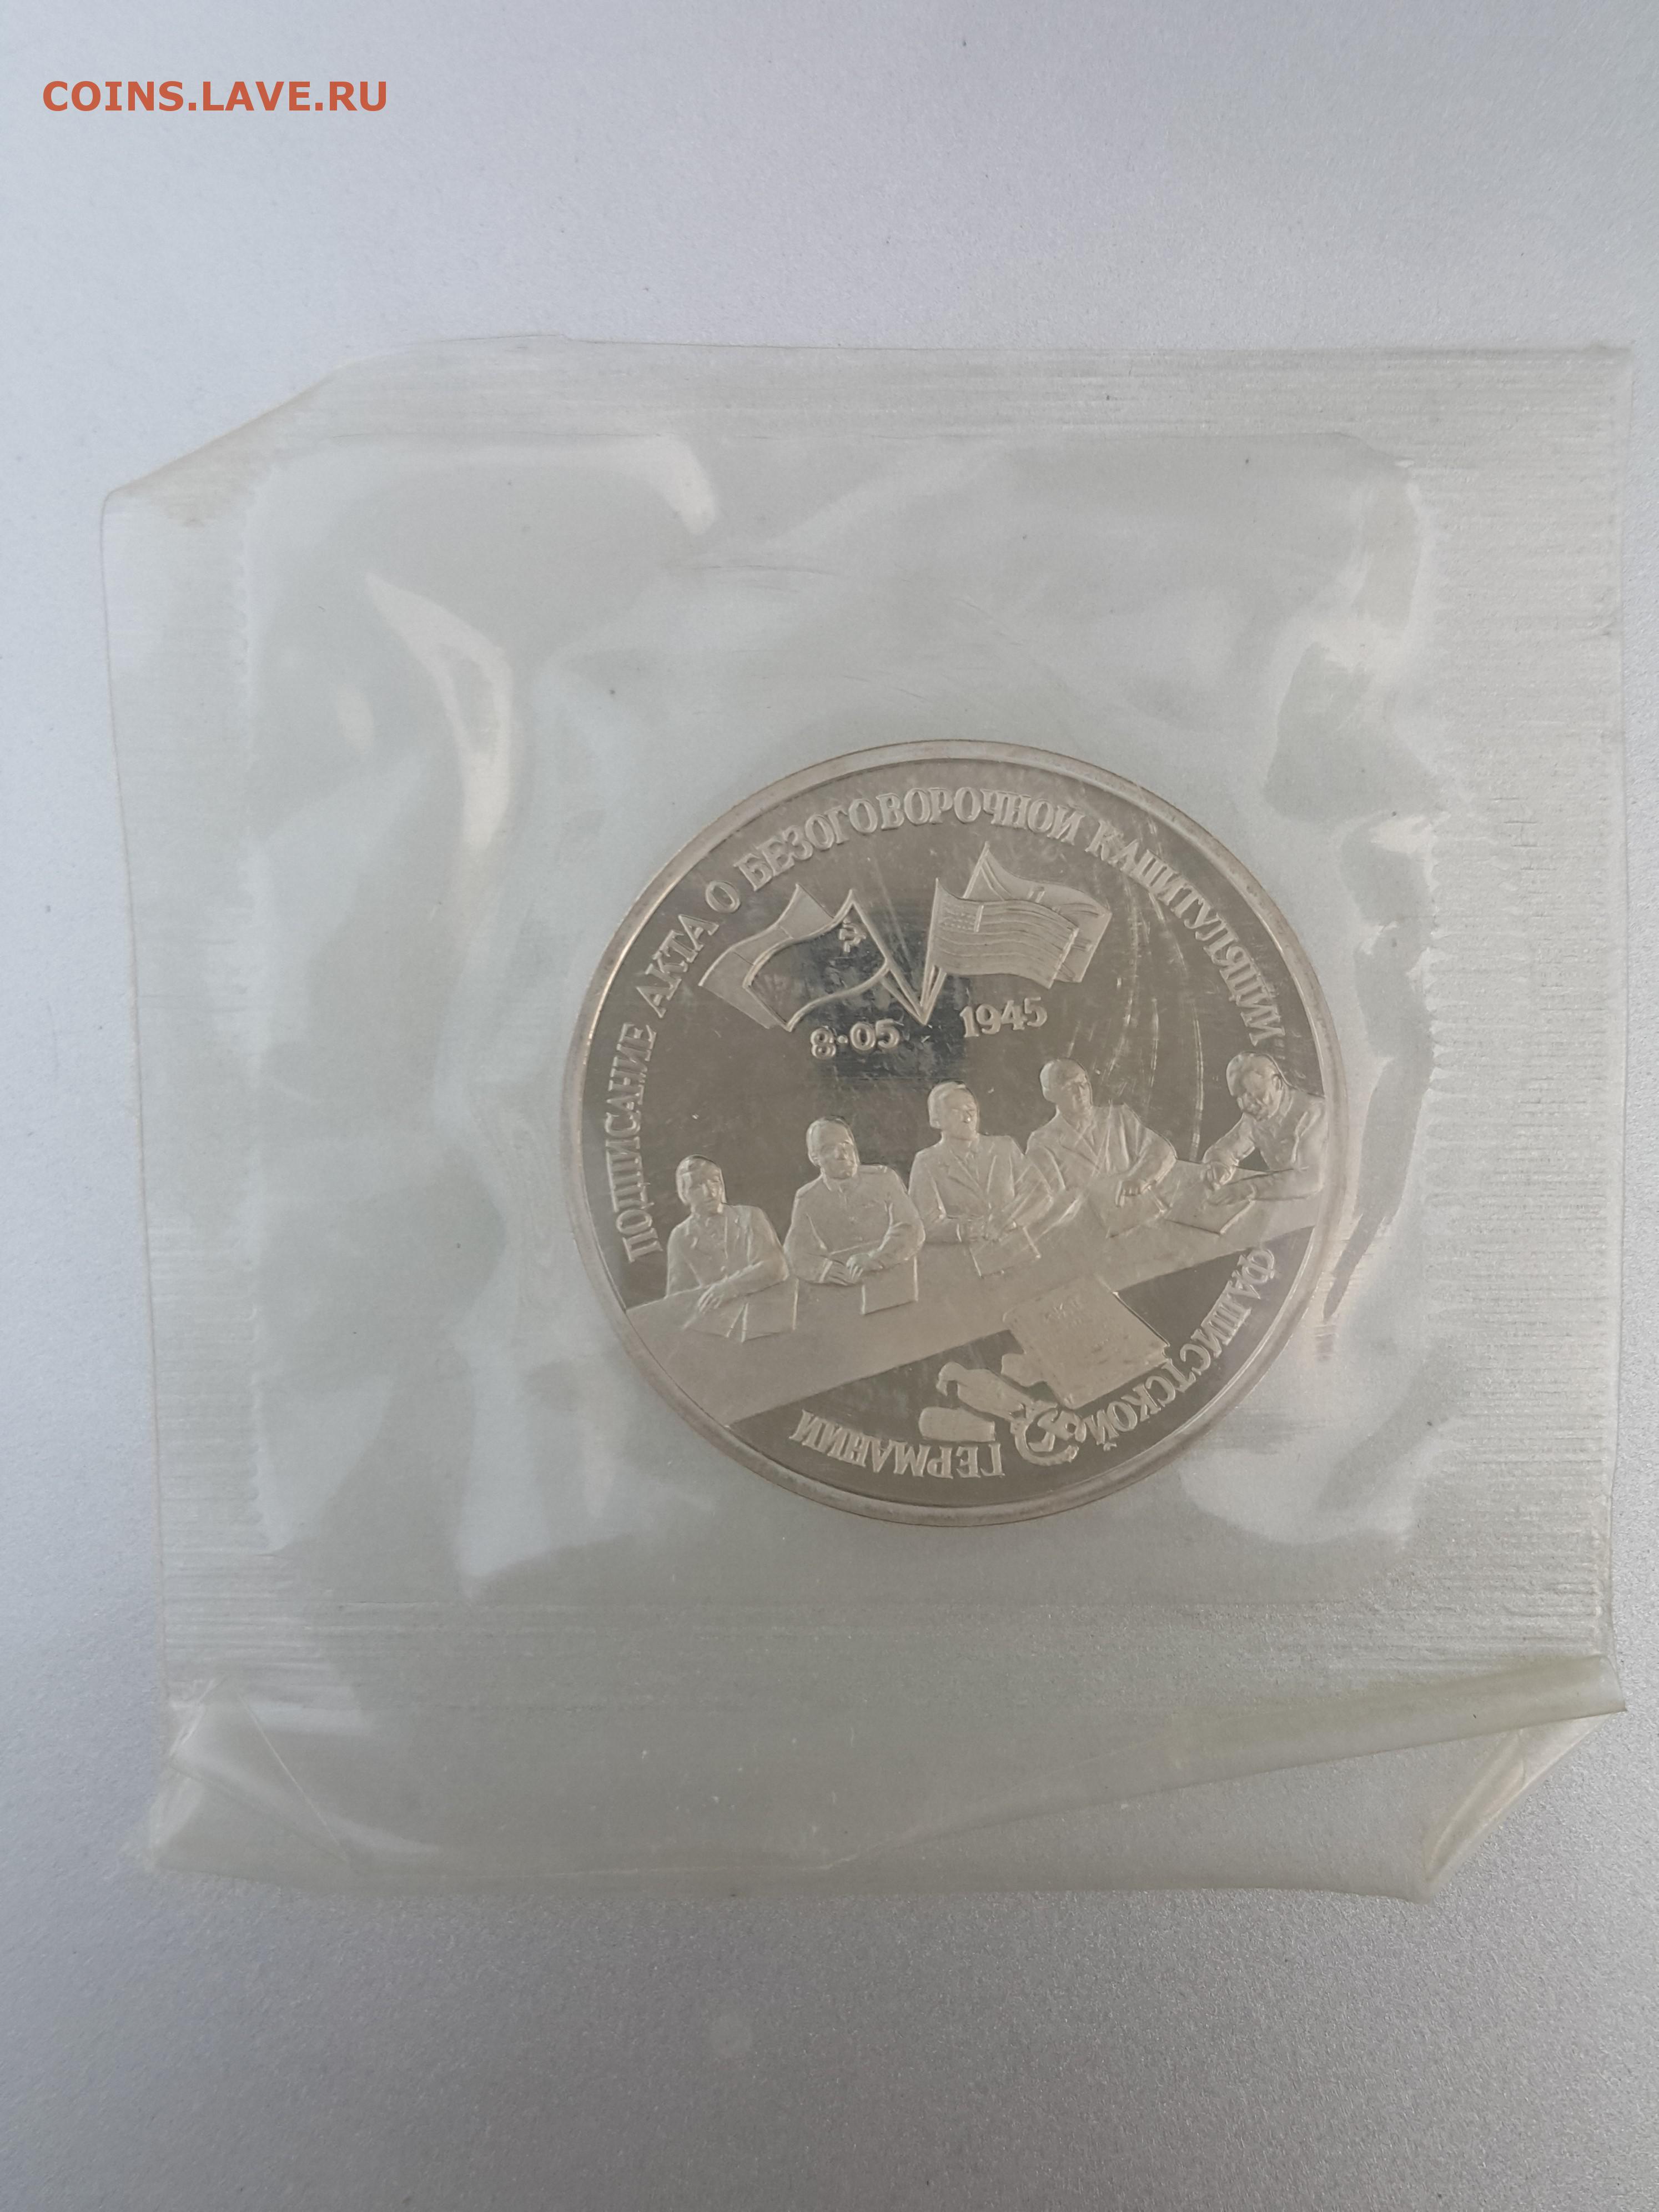 COINS.LAVE.RU
ПОДПИСАНИЕ АКТА О БЕЗОГОВОРОЧНОЙ КАПИТУЛЯЦИИ
8·05 1945
ФАШИСТСКОЙ ГЕРМАНИИ